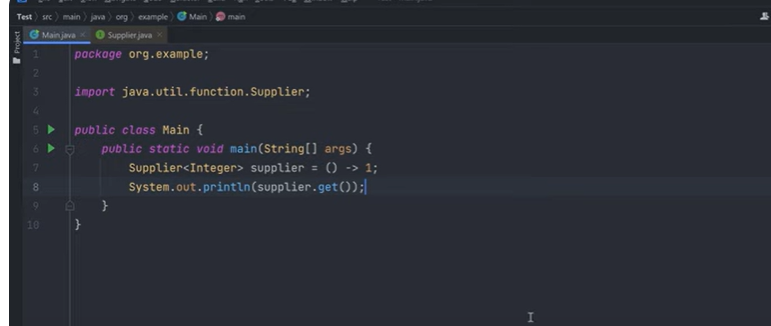 Test > src > main > java > org > example > Main > main
Main.java × Supplier.java ×
Project
1 package org.example;
2
3 import java.util.function.Supplier;
4
5 public class Main {
6 public static void main(String[] args) {
7 Supplier<Integer> supplier = () -> 1;
8 System.out.println(supplier.get());
9 }
10 }